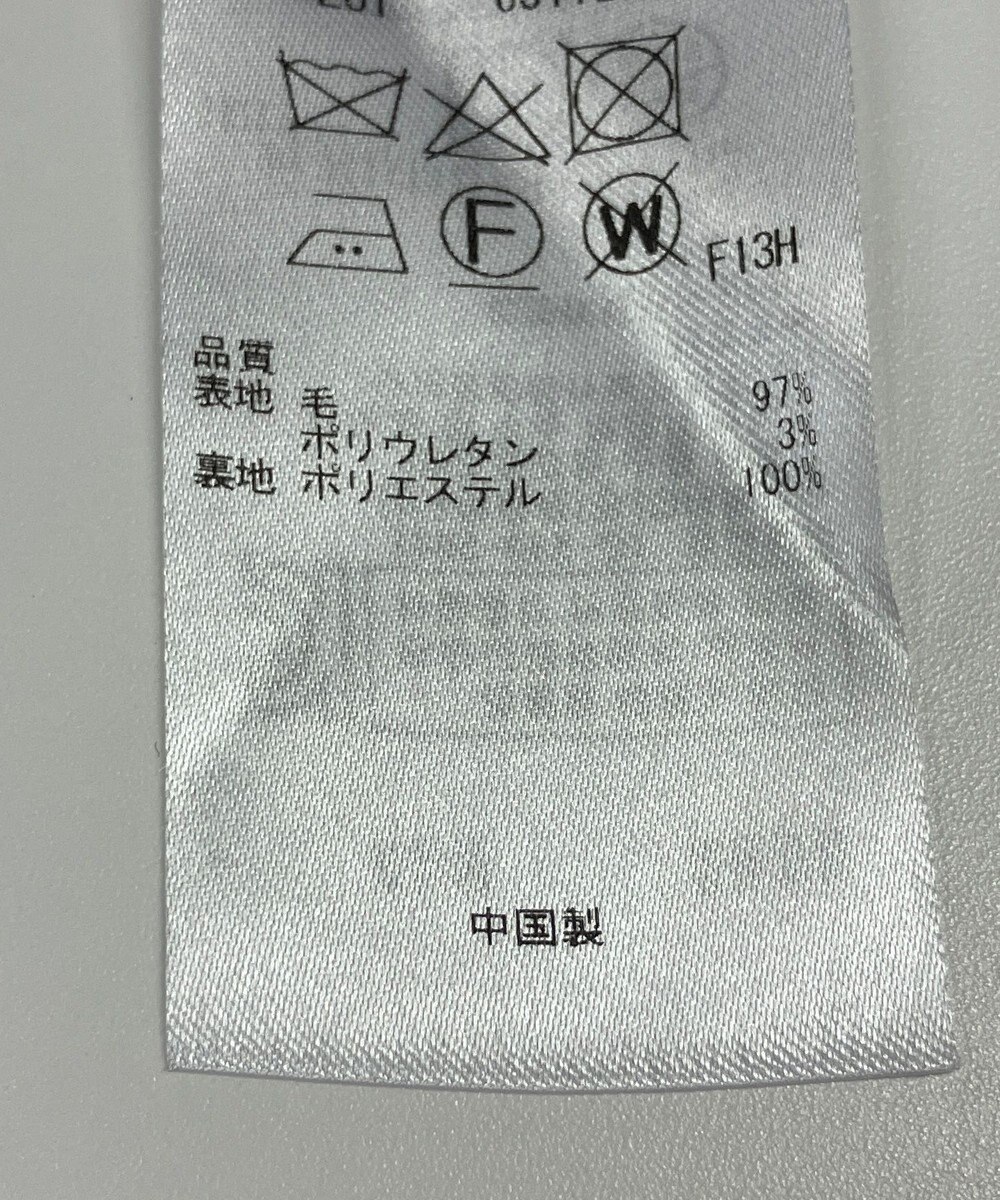 F
W
F13H
品質
表地 毛 97%
ポリウレタン 3%
裏地 ポリエステル 100%
中国製